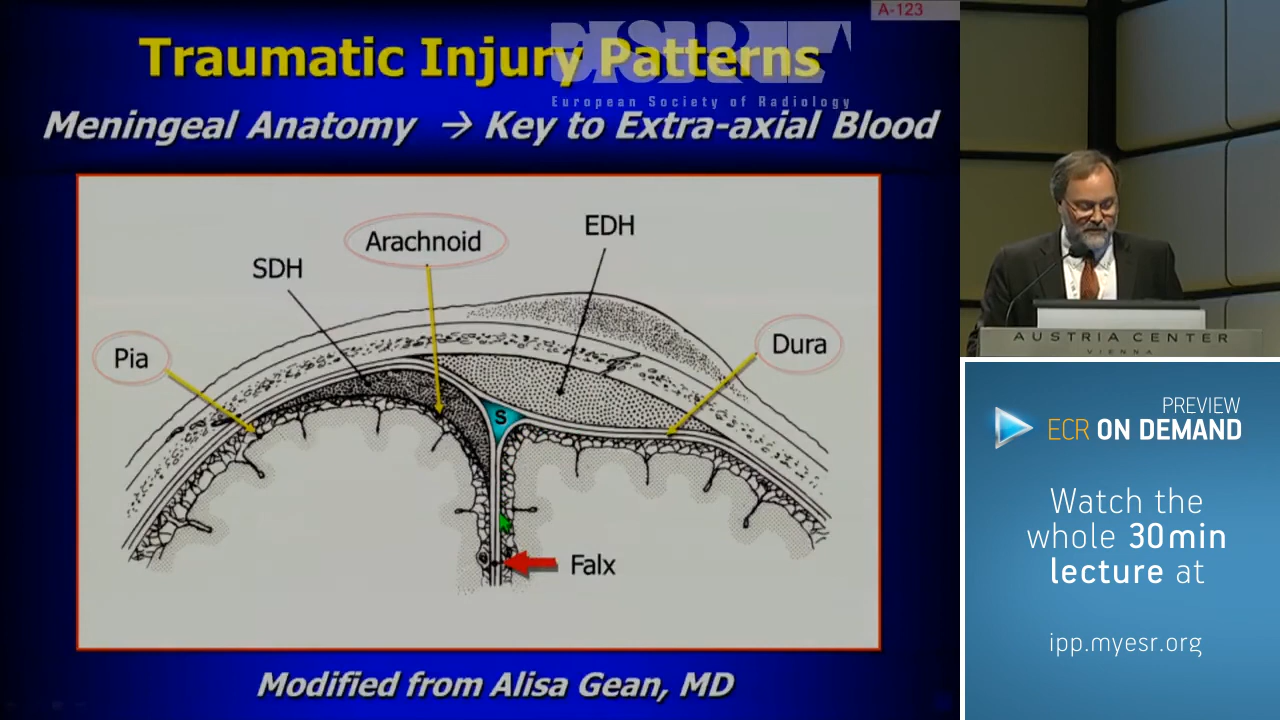 A-123
Traumatic Injury Patterns
European Society of Radiology
Meningeal Anatomy → Key to Extra-axial Blood
EDH
Arachnoid
SDH
Pia
Dura
S
Falx
Modified from Alisa Gean, MD
AUSTRIA CENTER
VIENNA
PREVIEW
ECR ON DEMAND
Watch the
whole 30min
lecture at
ipp.myesr.org